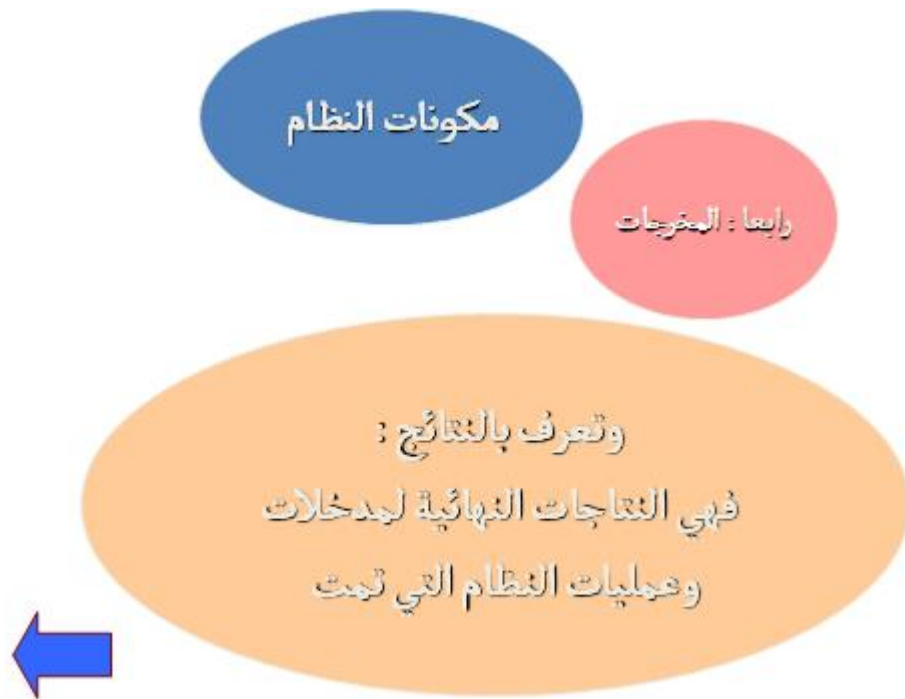 مكونات النظام
رابعا : المخرجات
وتعرف بالنتائج :
فهي النتاجات النهائية لمدخلات
وعمليات النظام التي تمت